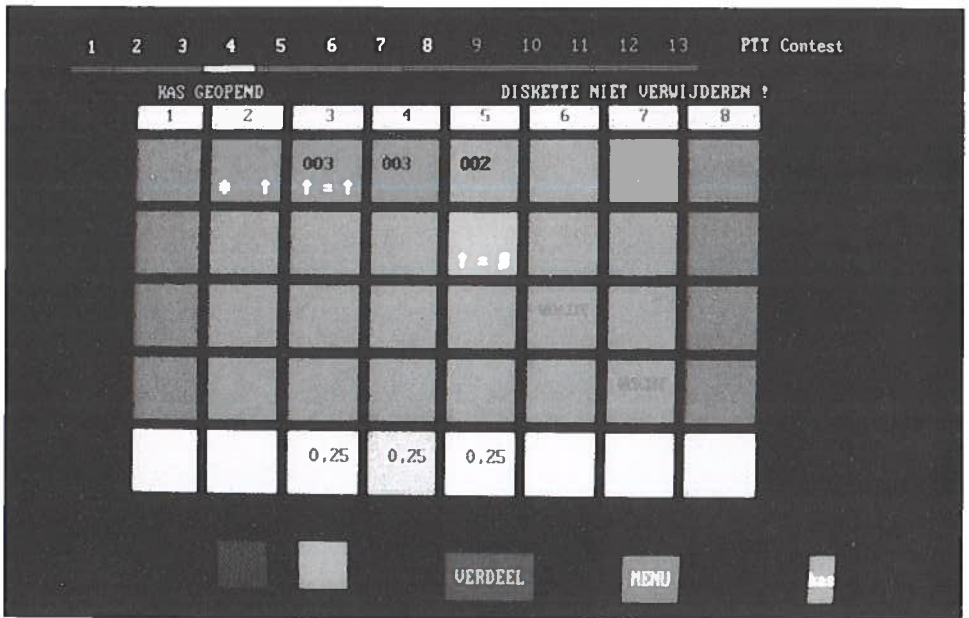 1 2 3 4 5 6 7 8 9 10 11 12 13 PTT Contest
KAS GEOPEND DISKETTE NIET VERWIJDEREN !
1 2 3 4 5 6 7 8
003 003 002
↑ ↑ = ↑
↑ =
0,25 0,25 0,25
VERDEEL MENU kas